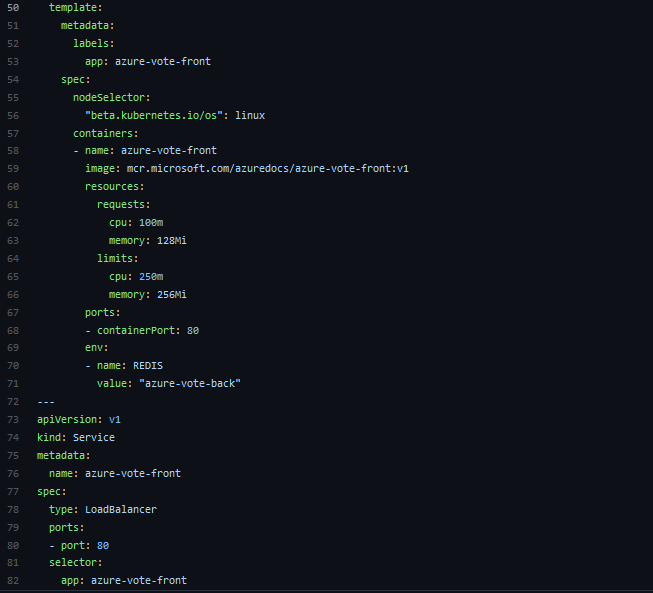 50   template:
51     metadata:
52       labels:
53         app: azure-vote-front
54     spec:
55       nodeSelector:
56         "beta.kubernetes.io/os": linux
57       containers:
58       - name: azure-vote-front
59         image: mcr.microsoft.com/azuredocs/azure-vote-front:v1
60         resources:
61           requests:
62             cpu: 100m
63             memory: 128Mi
64           limits:
65             cpu: 250m
66             memory: 256Mi
67         ports:
68         - containerPort: 80
69         env:
70         - name: REDIS
71           value: "azure-vote-back"
72 ---
73 apiVersion: v1
74 kind: Service
75 metadata:
76   name: azure-vote-front
77 spec:
78   type: LoadBalancer
79   ports:
80   - port: 80
81   selector:
82     app: azure-vote-front